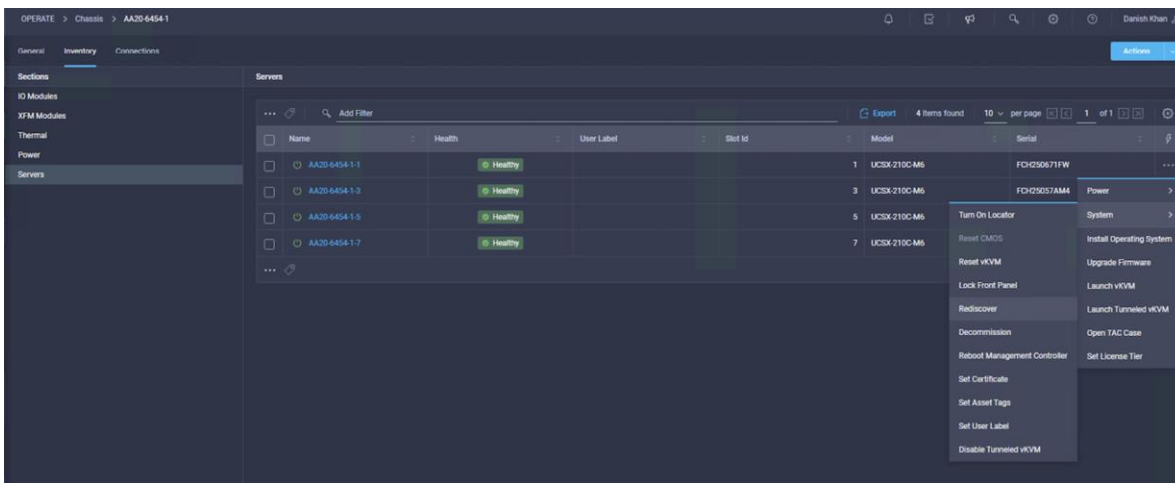 OPERATE > Chassis > AA20-6454-1
Danish Khan
General Inventory Connections
Actions
Sections
Servers
IO Modules
XFM Modules
Thermal
Power
Servers
Add Filter
Export 4 items found 10 per page 1 of 1
Name Health User Label Slot Id Model Serial
AA20-6454-1-1 Healthy 1 UCSX-210C-M6 FCH250671FW
AA20-6454-1-3 Healthy 3 UCSX-210C-M6 FCH25057AM4
AA20-6454-1-5 Healthy 5 UCSX-210C-M6
AA20-6454-1-7 Healthy 7 UCSX-210C-M6
Power
System
Install Operating System
Upgrade Firmware
Launch vKVM
Launch Tunneled vKVM
Open TAC Case
Set License Tier
Turn On Locator
Reset CMOS
Reset vKVM
Lock Front Panel
Rediscover
Decommission
Reboot Management Controller
Set Certificate
Set Asset Tags
Set User Label
Disable Tunneled vKVM